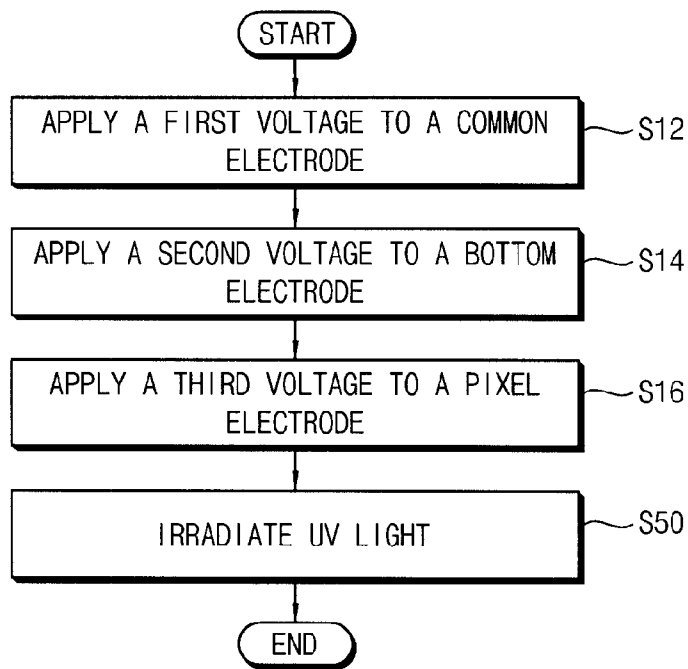 START
APPLY A FIRST VOLTAGE TO A COMMON
ELECTRODE
S12
APPLY A SECOND VOLTAGE TO A BOTTOM
ELECTRODE
S14
APPLY A THIRD VOLTAGE TO A PIXEL
ELECTRODE
S16
IRRADIATE UV LIGHT
S50
END